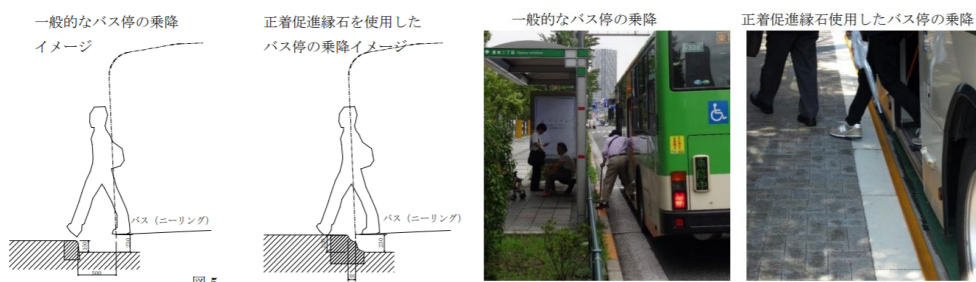 一般的なバス停の乗降
イメージ
正着促進縁石を使用した
バス停の乗降イメージ
バス（ニーリング）
バス（ニーリング）
一般的なバス停の乗降
正着促進縁石使用したバス停の乗降